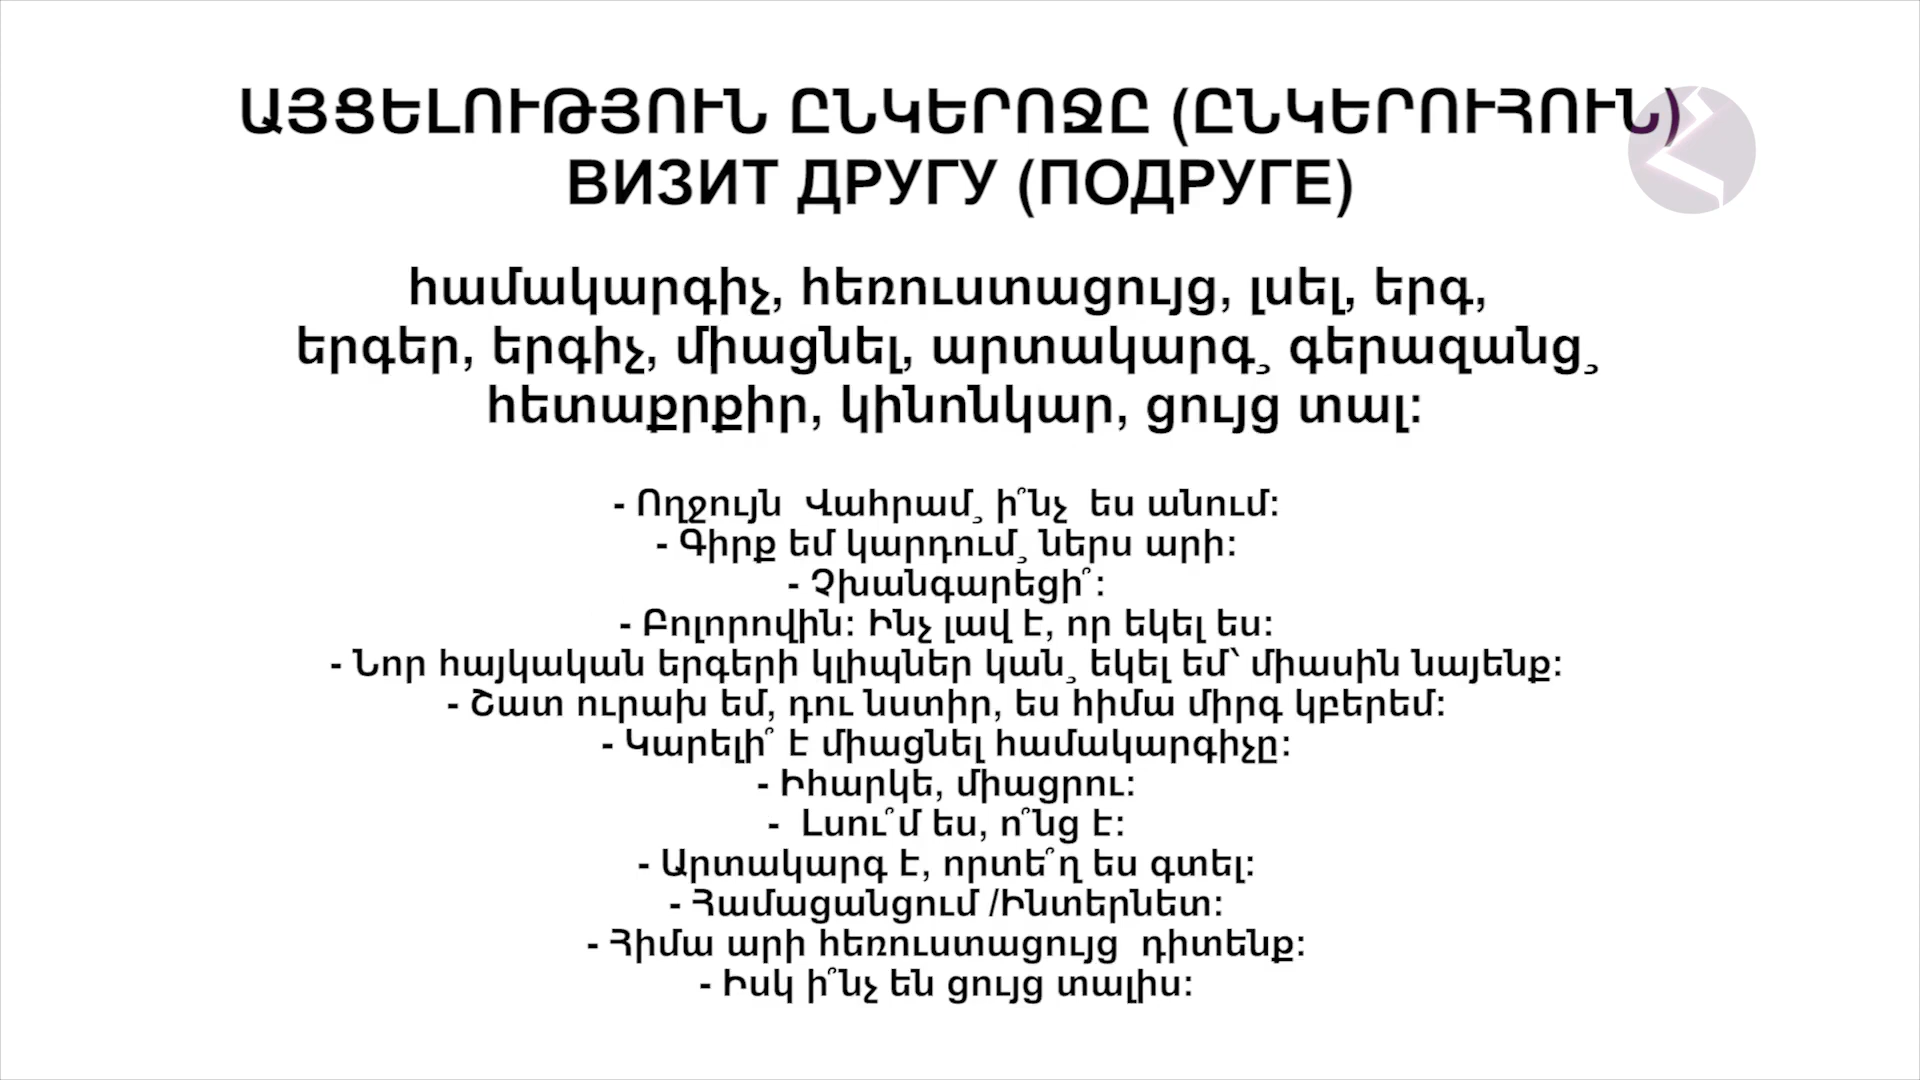 ԱՅՑԵԼՈՒԹՅՈՒՆ ԸՆԿԵՐՈՋԸ (ԸՆԿԵՐՈՒՀՈՒՆ)
ВИЗИТ ДРУГУ (ПОДРУГЕ)
համակարգիչ, հեռուստացույց, լսել, երգ,
երգեր, երգիչ, միացնել, արտակարգ¸ գերազանց¸
հետաքրքիր, կինոնկար, ցույց տալ:
- Ողջույն  Վահրամ¸ ի՞նչ  ես անում:
- Գիրք եմ կարդում¸ ներս արի:
- Չխանգարեցի՞:
- Բոլորովին: Ինչ լավ է, որ եկել ես:
- Նոր հայկական երգերի կլիպներ կան¸ եկել եմ՝ միասին նայենք:
- Շատ ուրախ եմ, դու նստիր, ես հիմա միրգ կբերեմ:
- Կարելի՞ է միացնել համակարգիչը:
- Իհարկե, միացրու:
-  Լսու՞մ ես, ո՞նց է:
- Արտակարգ է, որտե՞ղ ես գտել:
- Համացանցում /Ինտերնետ:
- Հիմա արի հեռուստացույց  դիտենք:
- Իսկ ի՞նչ են ցույց տալիս: